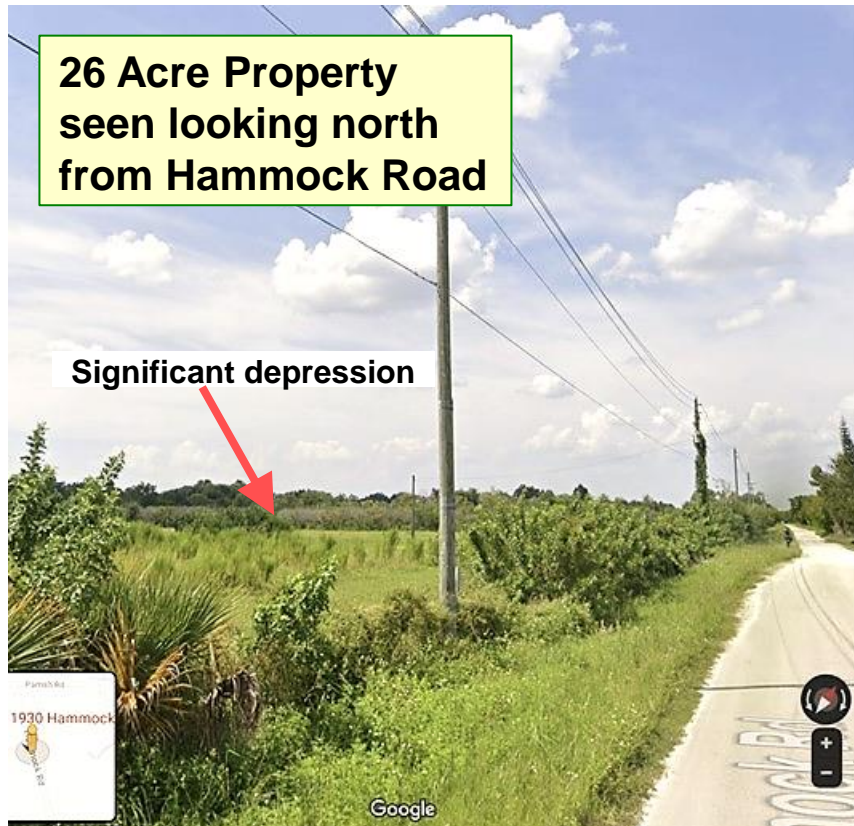 26 Acre Property
seen looking north
from Hammock Road
Significant depression
1930 Hammock
Google
+
−